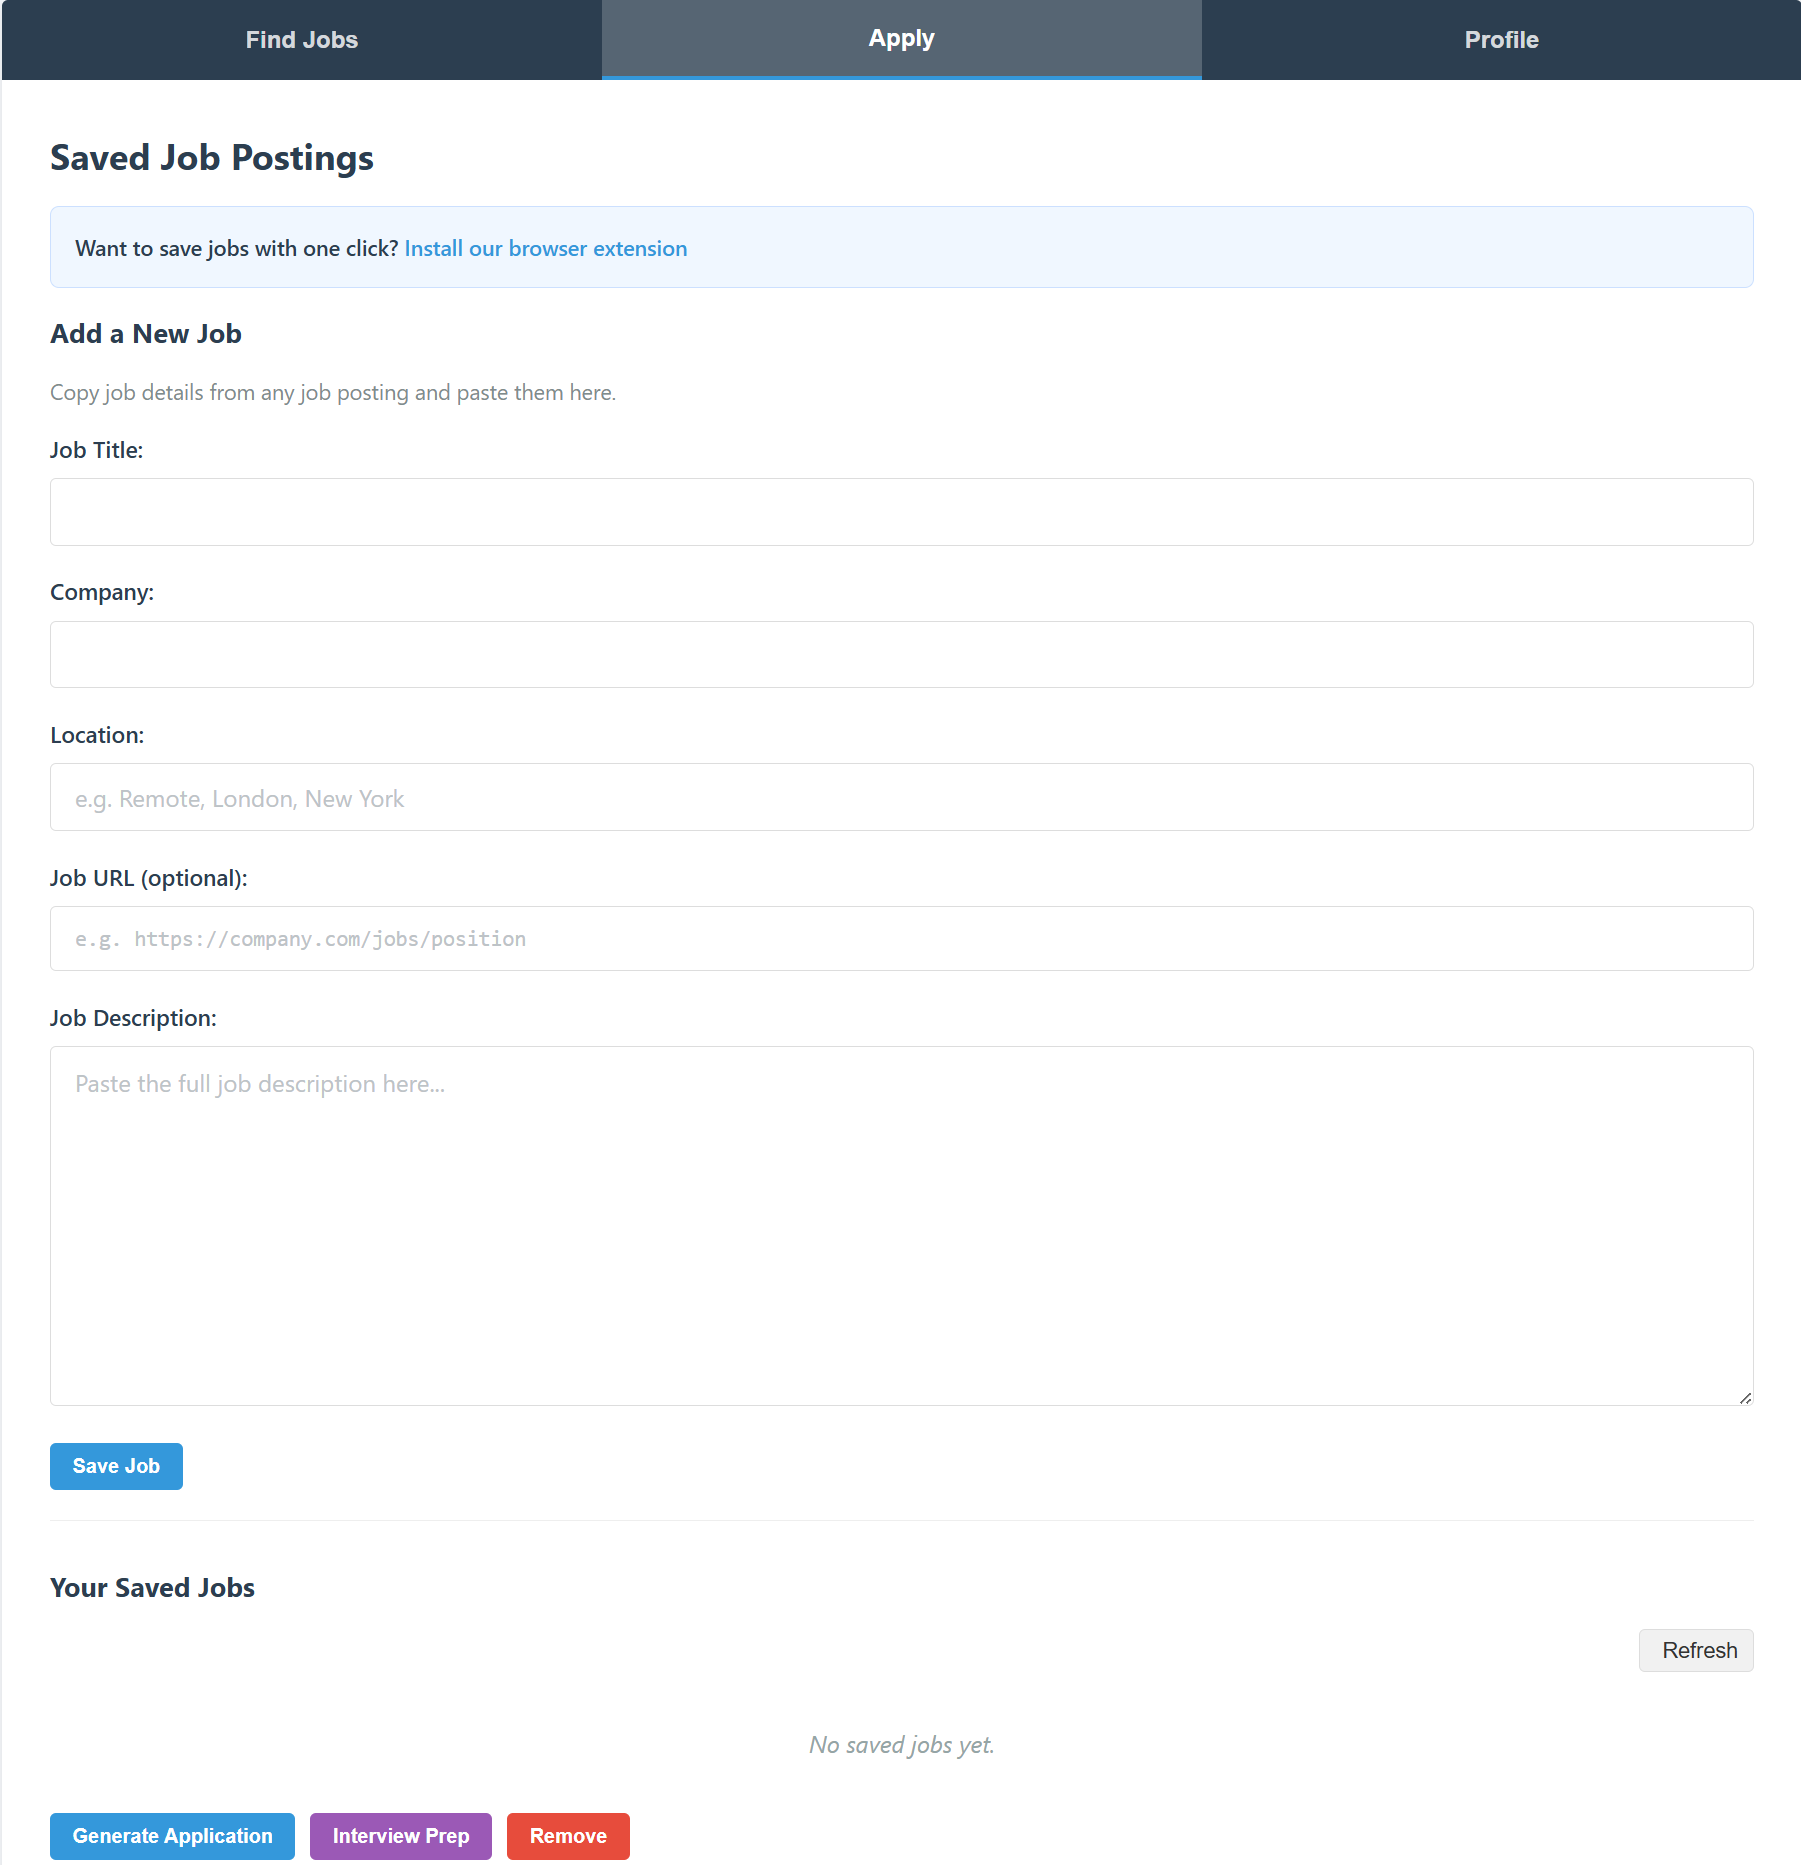 Find Jobs
Apply
Profile
Saved Job Postings
Want to save jobs with one click? Install our browser extension
Add a New Job
Copy job details from any job posting and paste them here.
Job Title:
Company:
Location:
e.g. Remote, London, New York
Job URL (optional):
e.g. https://company.com/jobs/position
Job Description:
Paste the full job description here...
Save Job
Your Saved Jobs
Refresh
No saved jobs yet.
Generate Application
Interview Prep
Remove